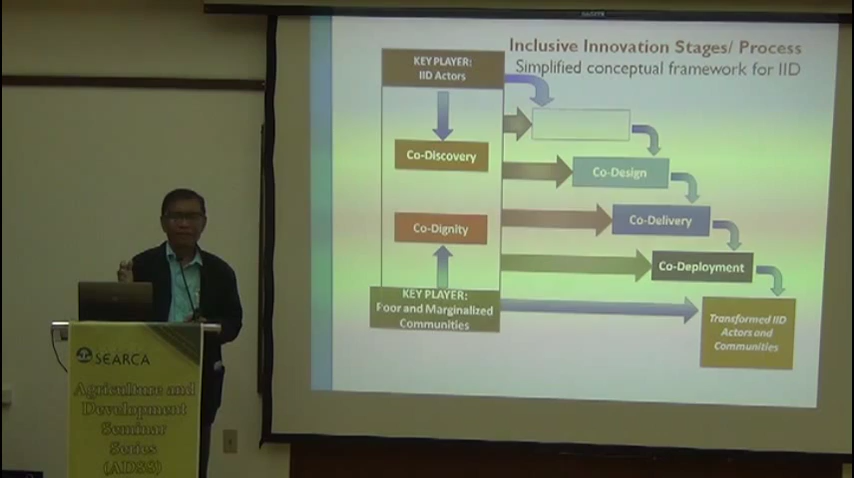 Inclusive Innovation Stages/ Process
Simplified conceptual framework for IID
KEY PLAYER:
IID Actors
Co-Discovery
Co-Design
Co-Dignity
Co-Delivery
Co-Deployment
KEY PLAYER:
Poor and Marginalized
Communities
Transformed IID
Actors and
Communities
SEARCA
Agriculture and
Development
Seminar
Series
(ADSS)